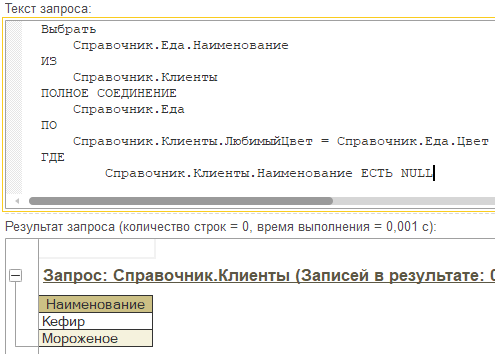 Текст запроса:
Выбрать
Справочник.Еда.Наименование
ИЗ
Справочник.Клиенты
ПОЛНОЕ СОЕДИНЕНИЕ
Справочник.Еда
ПО
Справочник.Клиенты.ЛюбимыйЦвет = Справочник.Еда.Цвет
ГДЕ
Справочник.Клиенты.Наименование ЕСТЬ NULL
Результат запроса (количество строк = 0, время выполнения = 0,001 с):
Запрос: Справочник.Клиенты (Записей в результате: 0
Наименование
Кефир
Мороженое